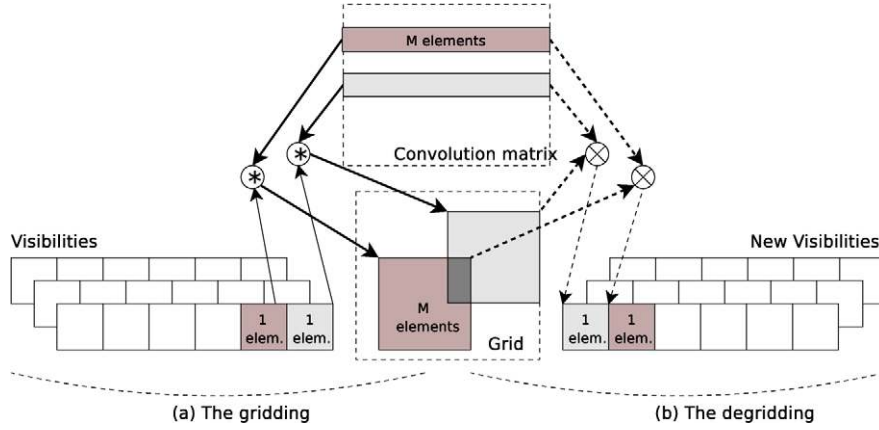 M elements
Convolution matrix
*
*
Visibilities
New Visibilities
1
elem.
1
elem.
M
elements
Grid
1
elem.
1
elem.
(a) The gridding
(b) The degridding